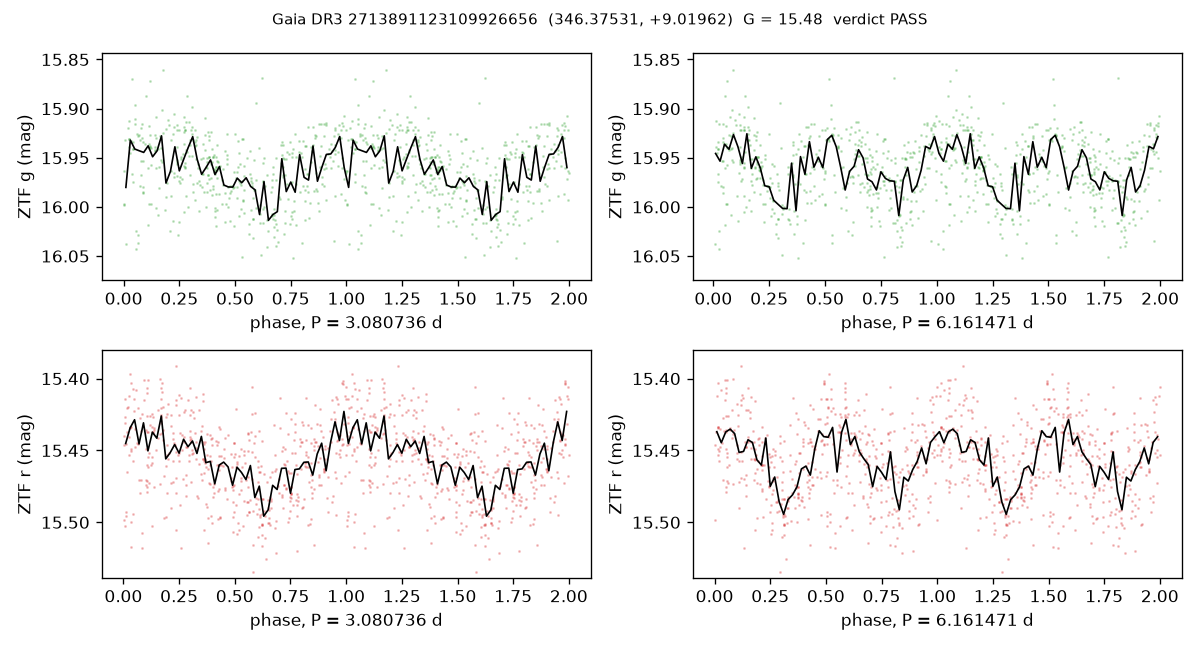 Gaia DR3 2713891123109926656  (346.37531, +9.01962)  G = 15.48  verdict PASS
ZTF g (mag)
15.85
15.90
15.95
16.00
16.05
0.00 0.25 0.50 0.75 1.00 1.25 1.50 1.75 2.00
phase, P = 3.080736 d
ZTF g (mag)
15.85
15.90
15.95
16.00
16.05
0.00 0.25 0.50 0.75 1.00 1.25 1.50 1.75 2.00
phase, P = 6.161471 d
ZTF r (mag)
15.40
15.45
15.50
0.00 0.25 0.50 0.75 1.00 1.25 1.50 1.75 2.00
phase, P = 3.080736 d
ZTF r (mag)
15.40
15.45
15.50
0.00 0.25 0.50 0.75 1.00 1.25 1.50 1.75 2.00
phase, P = 6.161471 d